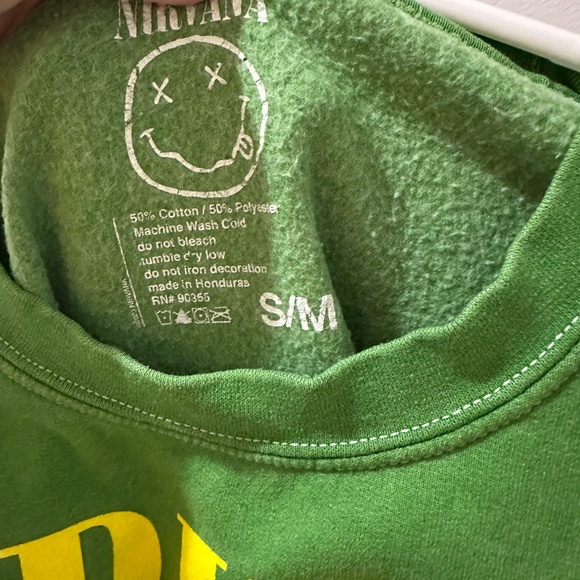 NIRVANA
50% Cotton / 50% Polyester
Machine Wash Cold
do not bleach
tumble dry low
do not iron decoration
made in Honduras
RN# 90355
S/M